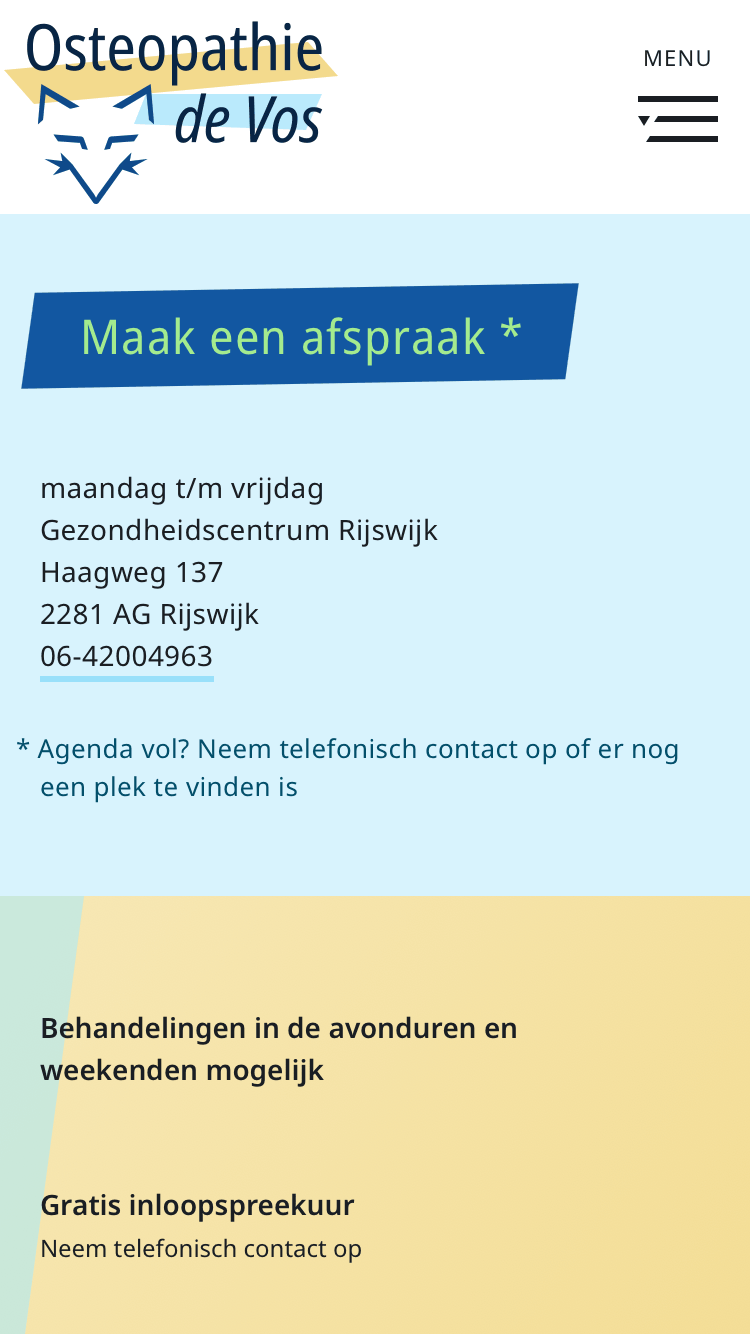 Osteopathie
de Vos
MENU
Maak een afspraak *
maandag t/m vrijdag
Gezondheidscentrum Rijswijk
Haagweg 137
2281 AG Rijswijk
06-42004963
* Agenda vol? Neem telefonisch contact op of er nog
een plek te vinden is
Behandelingen in de avonduren en
weekenden mogelijk
Gratis inloopspreekuur
Neem telefonisch contact op